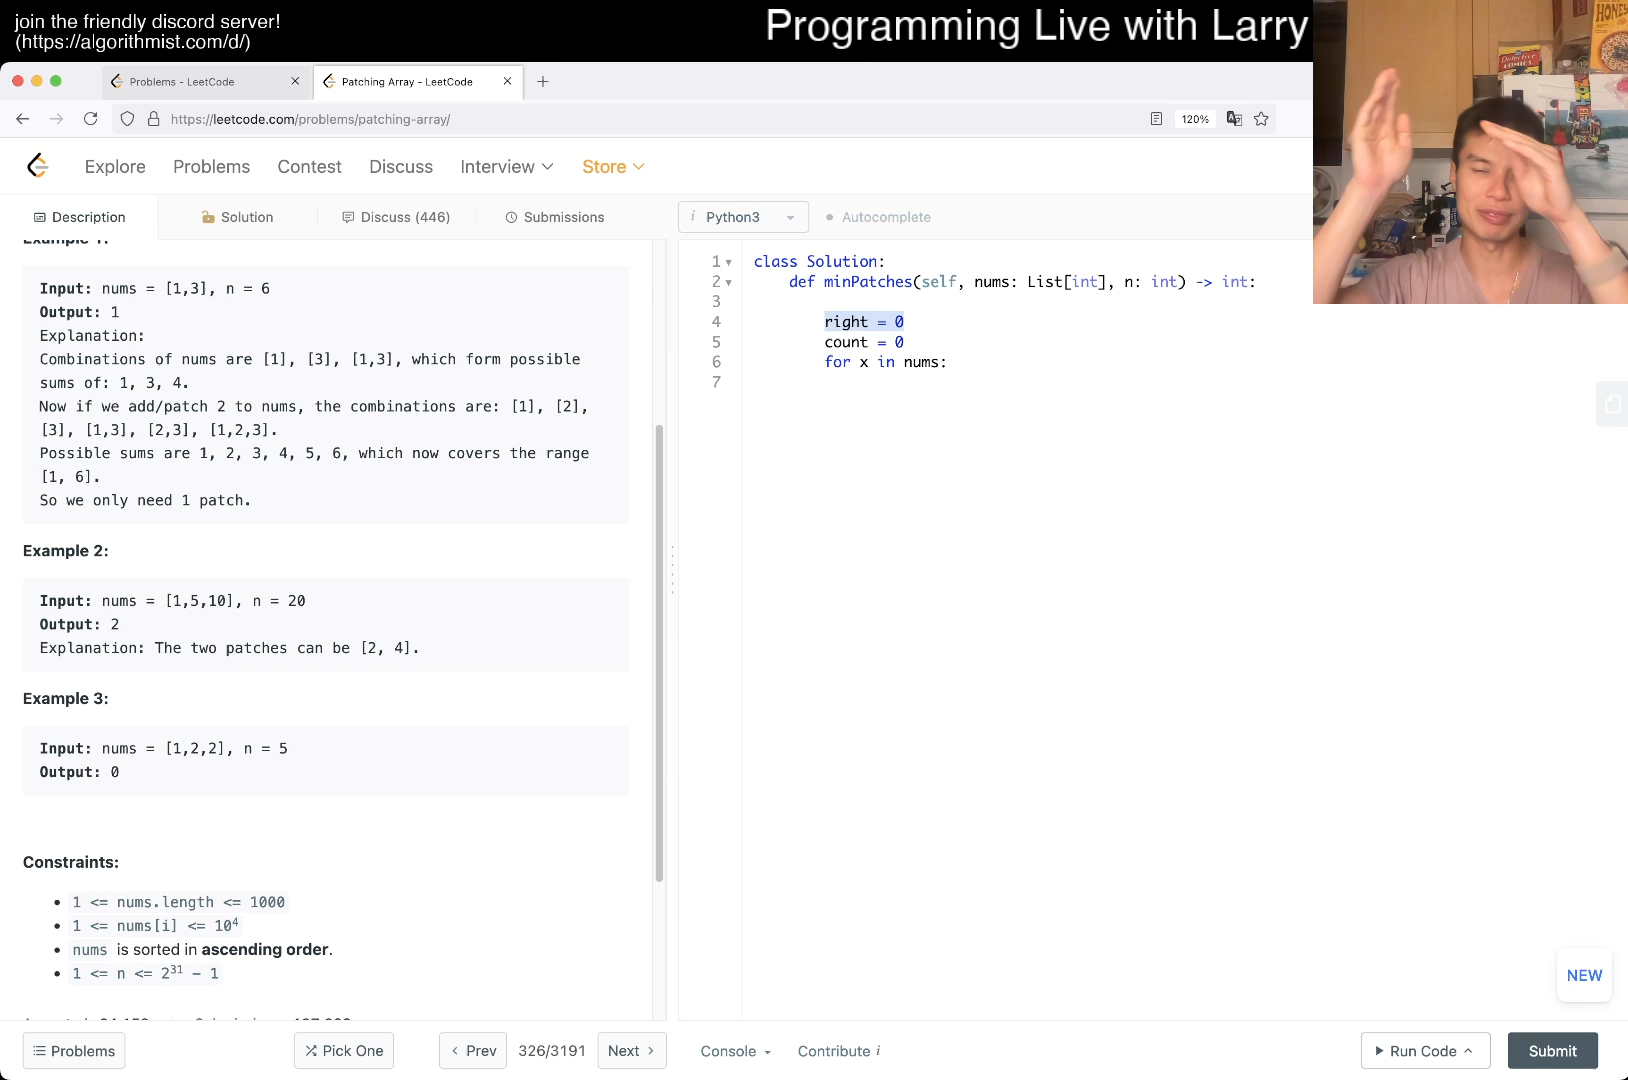 join the friendly discord server!
(https://algorithmist.com/d/)
Programming Live with Larry
Problems - LeetCode
Patching Array - LeetCode
https://leetcode.com/problems/patching-array/
120%
Explore
Problems
Contest
Discuss
Interview
Store
Description
Solution
Discuss (446)
Submissions
i Python3
Autocomplete
Input: nums = [1,3], n = 6
Output: 1
Explanation:
Combinations of nums are [1], [3], [1,3], which form possible
sums of: 1, 3, 4.
Now if we add/patch 2 to nums, the combinations are: [1], [2],
[3], [1,3], [2,3], [1,2,3].
Possible sums are 1, 2, 3, 4, 5, 6, which now covers the range
[1, 6].
So we only need 1 patch.
Example 2:
Input: nums = [1,5,10], n = 20
Output: 2
Explanation: The two patches can be [2, 4].
Example 3:
Input: nums = [1,2,2], n = 5
Output: 0
Constraints:
• 1 <= nums.length <= 1000
• 1 <= nums[i] <= 10⁴
• nums is sorted in ascending order.
• 1 <= n <= 2³¹ - 1
1 class Solution:
2 def minPatches(self, nums: List[int], n: int) -> int:
3
4 right = 0
5 count = 0
6 for x in nums:
7
NEW
Problems
Pick One
Prev
326/3191
Next
Console
Contribute i
Run Code
Submit